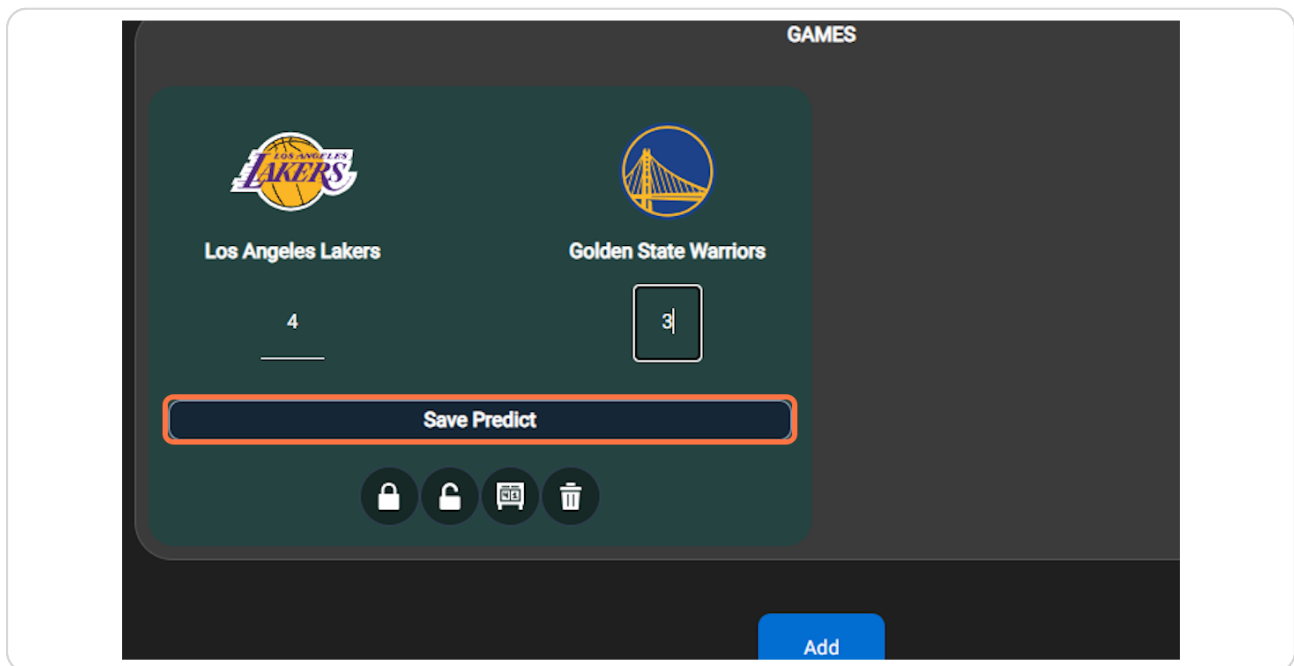 GAMES
LOS ANGELES
LAKERS
Los Angeles Lakers
Golden State Warriors
4
3
Save Predict
Add